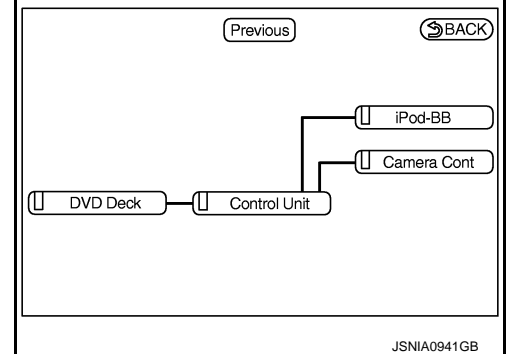 Previous
BACK
iPod-BB
Camera Cont
DVD Deck
Control Unit
JSNIA0941GB